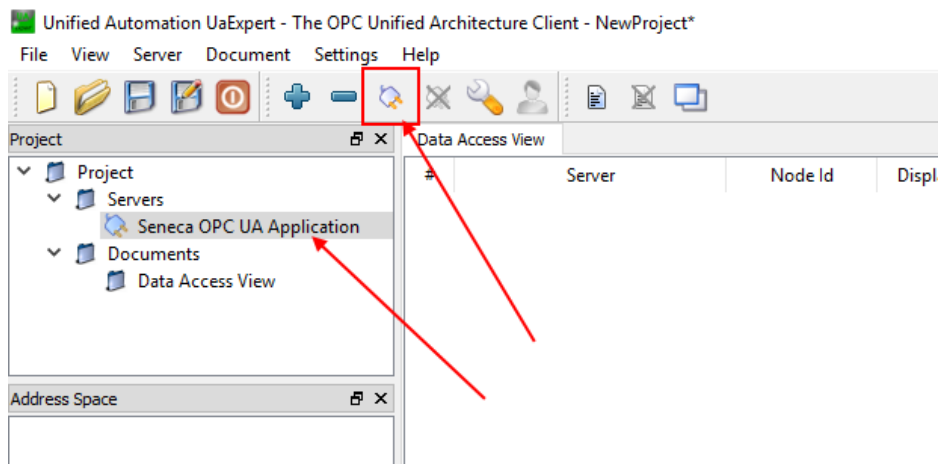 Unified Automation UaExpert - The OPC Unified Architecture Client - NewProject*
File View Server Document Settings Help
Project
Data Access View
Project
# Server Node Id Displ
Servers
Seneca OPC UA Application
Documents
Data Access View
Address Space